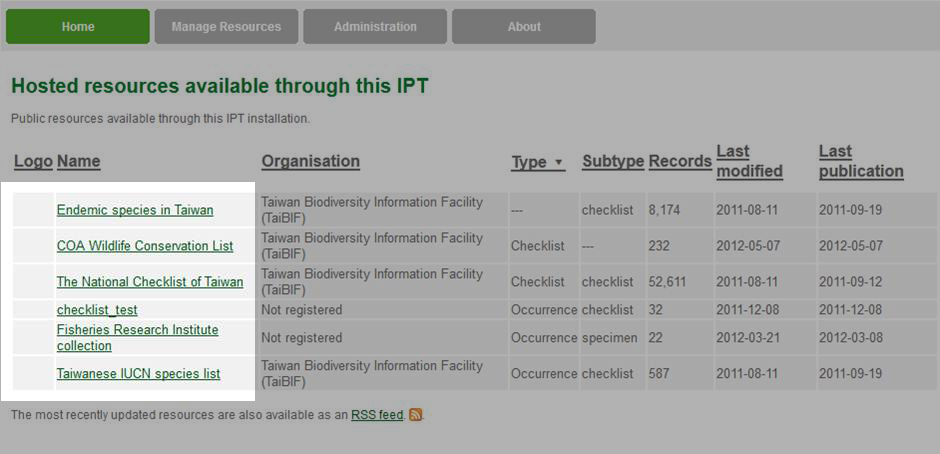 Home Manage Resources Administration About
Hosted resources available through this IPT
Public resources available through this IPT installation.
Logo Name Organisation Type Subtype Records Last modified Last publication
Endemic species in Taiwan Taiwan Biodiversity Information Facility (TaiBIF) --- checklist 8,174 2011-08-11 2011-09-19
COA Wildlife Conservation List Taiwan Biodiversity Information Facility (TaiBIF) Checklist --- 232 2012-05-07 2012-05-07
The National Checklist of Taiwan Taiwan Biodiversity Information Facility (TaiBIF) Checklist checklist 52,611 2011-08-11 2011-09-12
checklist_test Not registered Occurrence checklist 32 2011-12-08 2011-12-08
Fisheries Research Institute collection Not registered Occurrence specimen 22 2012-03-21 2012-03-08
Taiwanese IUCN species list Taiwan Biodiversity Information Facility (TaiBIF) Occurrence checklist 587 2011-08-11 2011-09-19
The most recently updated resources are also available as an RSS feed.